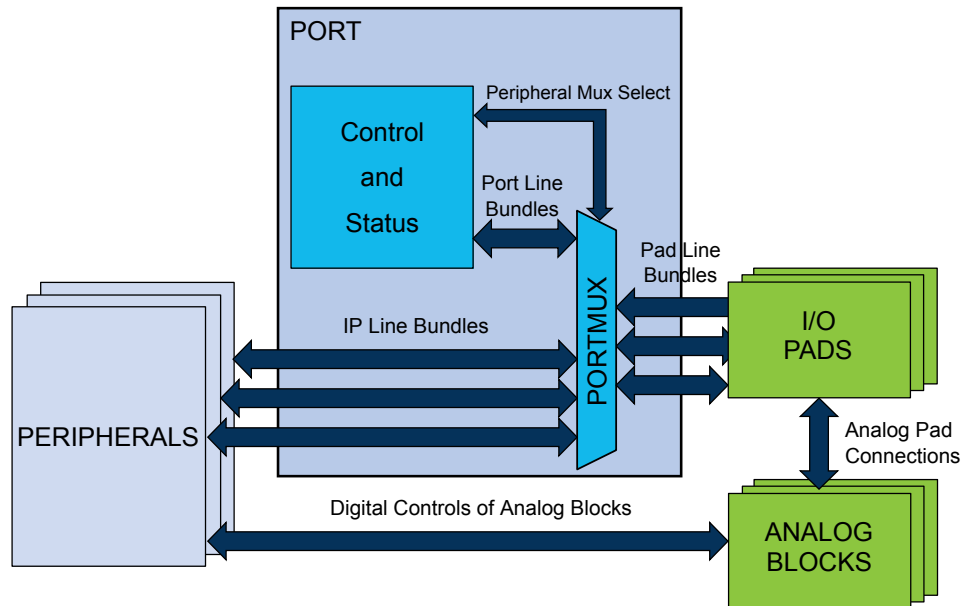 PORT
Peripheral Mux Select
Control
and
Status
Port Line
Bundles
Pad Line
Bundles
PORTMUX
I/O
PADS
IP Line Bundles
PERIPHERALS
Analog Pad
Connections
Digital Controls of Analog Blocks
ANALOG
BLOCKS